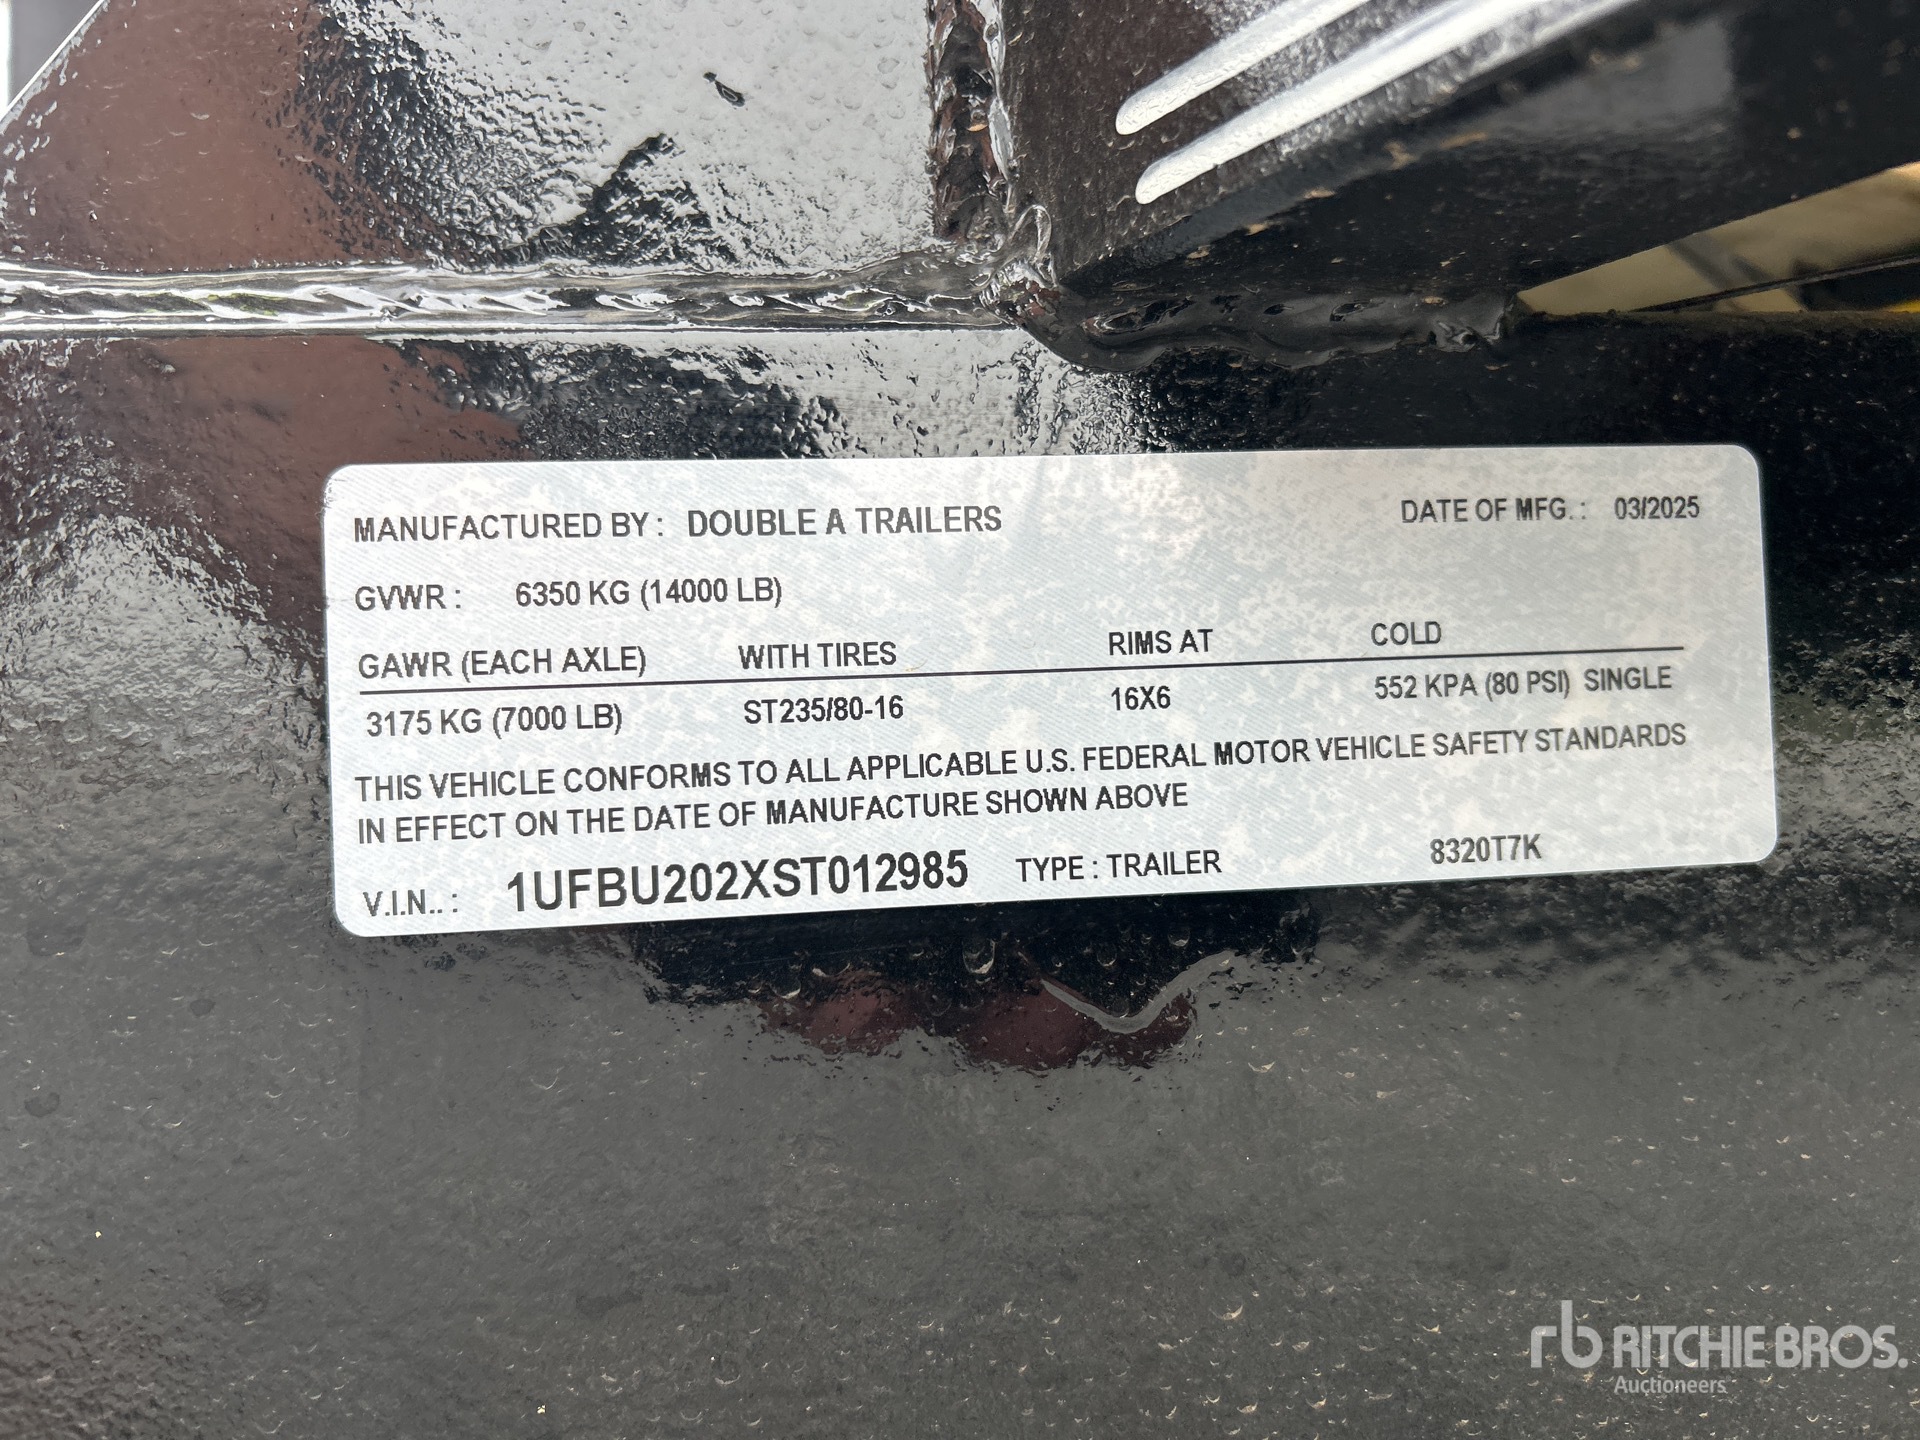 MANUFACTURED BY : DOUBLE A TRAILERS DATE OF MFG. : 03/2025
GVWR : 6350 KG (14000 LB)
GAWR (EACH AXLE) WITH TIRES RIMS AT COLD
3175 KG (7000 LB) ST235/80-16 16X6 552 KPA (80 PSI) SINGLE
THIS VEHICLE CONFORMS TO ALL APPLICABLE U.S. FEDERAL MOTOR VEHICLE SAFETY STANDARDS
IN EFFECT ON THE DATE OF MANUFACTURE SHOWN ABOVE
V.I.N.. : 1UFBU202XST012985 TYPE : TRAILER 8320T7K
rb RITCHIE BROS.
Auctioneers